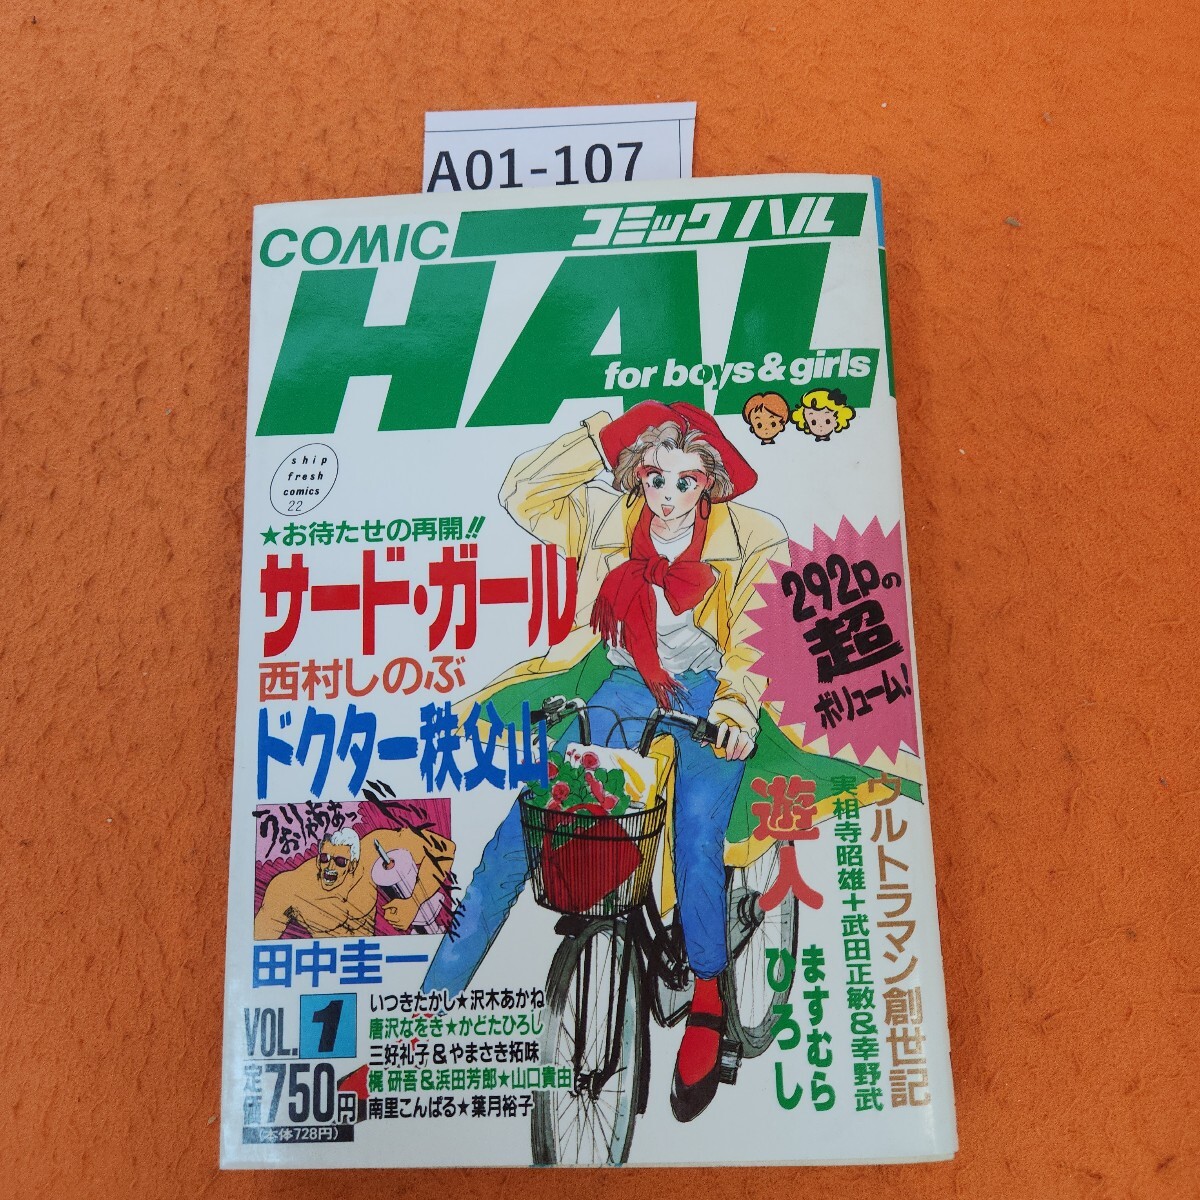 A01-107
COMIC
コミックハル
HAL
for boys & girls
ship
fresh
comics
22
★お待たせの再開!!
サード・ガール
西村しのぶ
ドクター秩父山
田中圭一
292pの
超
ボリューム!
遊人
ますむら
ひろし
ウルトラマン創世記
実相寺昭雄+武田正敏&幸野武
VOL.1
定価750円
(本体728円)
いつきたかし★沢木あかね
唐沢なをき★かどたひろし
三好礼子&やまさき拓味
梶研吾&浜田芳郎★山口貴由
南里こんぱる★葉月裕子